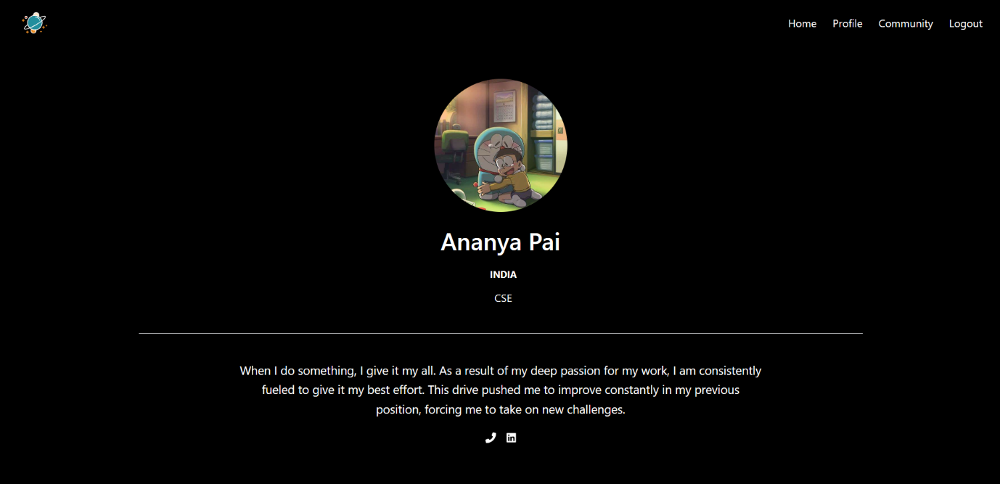 Home Profile Community Logout
Ananya Pai
INDIA
CSE
When I do something, I give it my all. As a result of my deep passion for my work, I am consistently
fueled to give it my best effort. This drive pushed me to improve constantly in my previous
position, forcing me to take on new challenges.
in